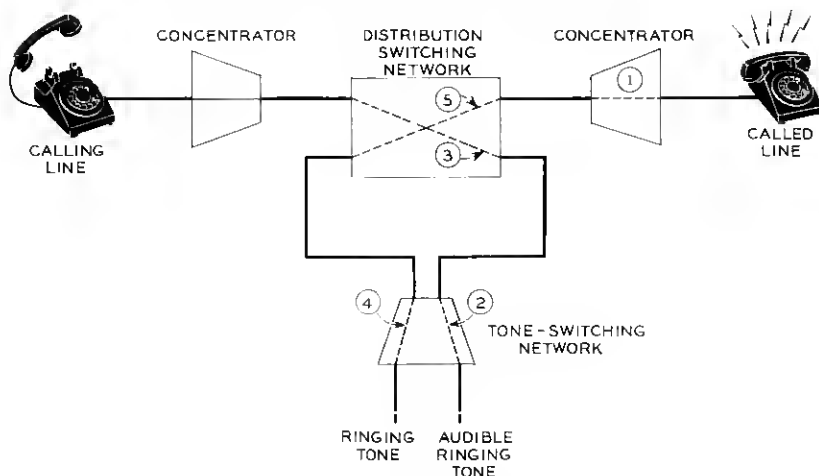 CONCENTRATOR
DISTRIBUTION
SWITCHING
NETWORK
CONCENTRATOR
1
5
3
CALLING
LINE
CALLED
LINE
4
2
TONE-SWITCHING
NETWORK
RINGING
TONE
AUDIBLE
RINGING
TONE